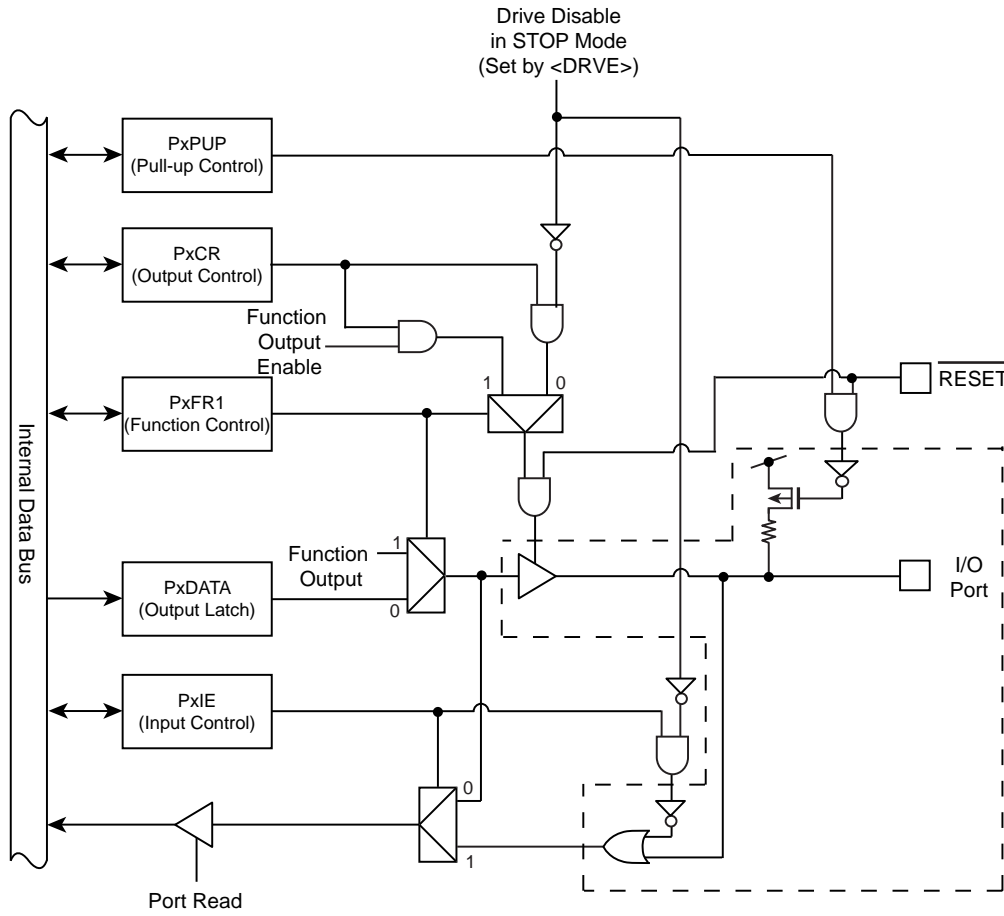 Drive Disable
in STOP Mode
(Set by <DRVE>)
PxPUP
(Pull-up Control)
PxCR
(Output Control)
Function
Output
Enable
1
0
RESET
PxFR1
(Function Control)
Internal Data Bus
Function
Output
1
0
I/O
Port
PxDATA
(Output Latch)
PxIE
(Input Control)
0
1
Port Read